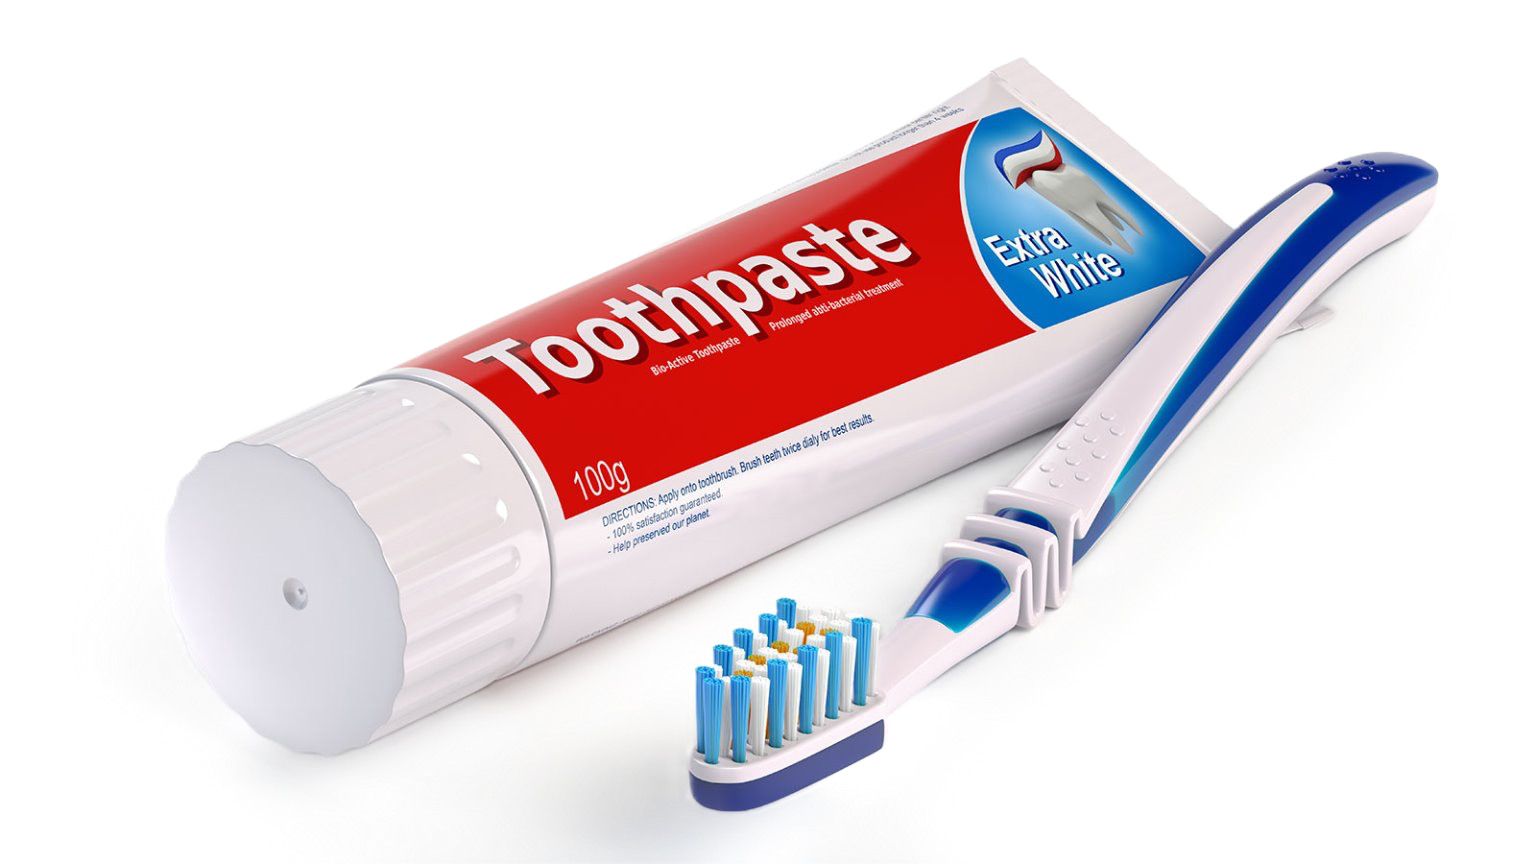 Toothpaste
Bio-Active Toothpaste
Prolonged abti-bacterial treatment
Extra
White
100g
DIRECTIONS: Apply onto toothbrush. Brush teeth twice dialy for best results.
- 100% satisfaction guaranteed.
- Help preserved our planet.